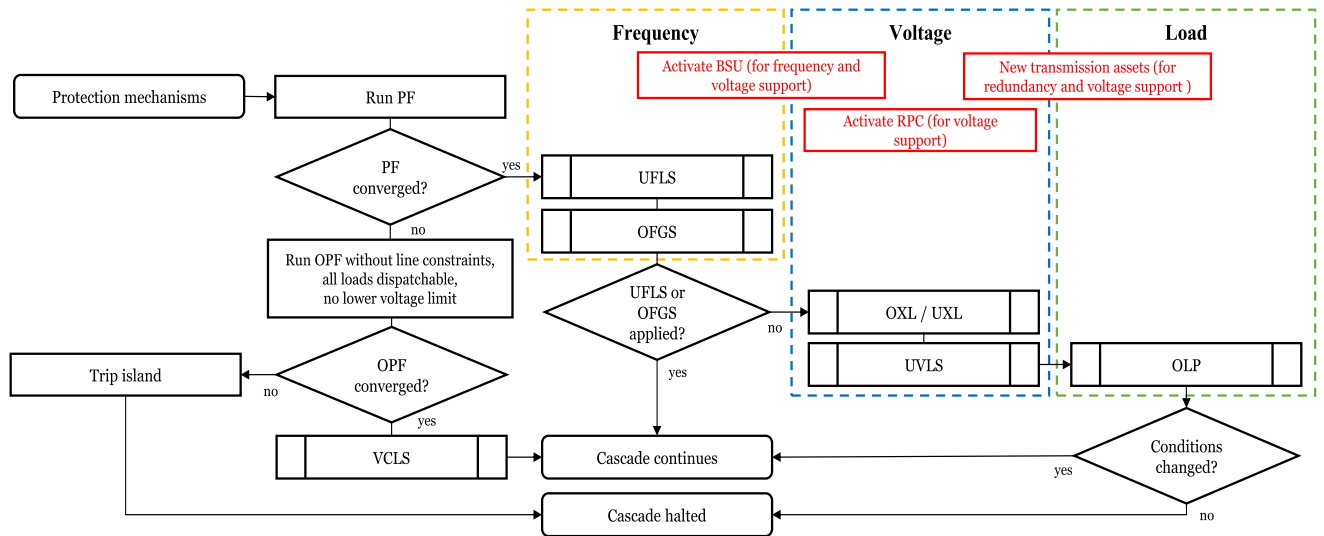 Frequency
Voltage
Load
Activate BSU (for frequency and
voltage support)
New transmission assets (for
redundancy and voltage support )
Protection mechanisms
Run PF
Activate RPC (for voltage
support)
PF
converged?
yes
no
UFLS
OFGS
Run OPF without line constraints,
all loads dispatchable,
no lower voltage limit
UFLS or
OFGS
applied?
no
yes
OXL / UXL
UVLS
OLP
Trip island
OPF
converged?
no
yes
VCLS
Cascade continues
Conditions
changed?
yes
no
Cascade halted